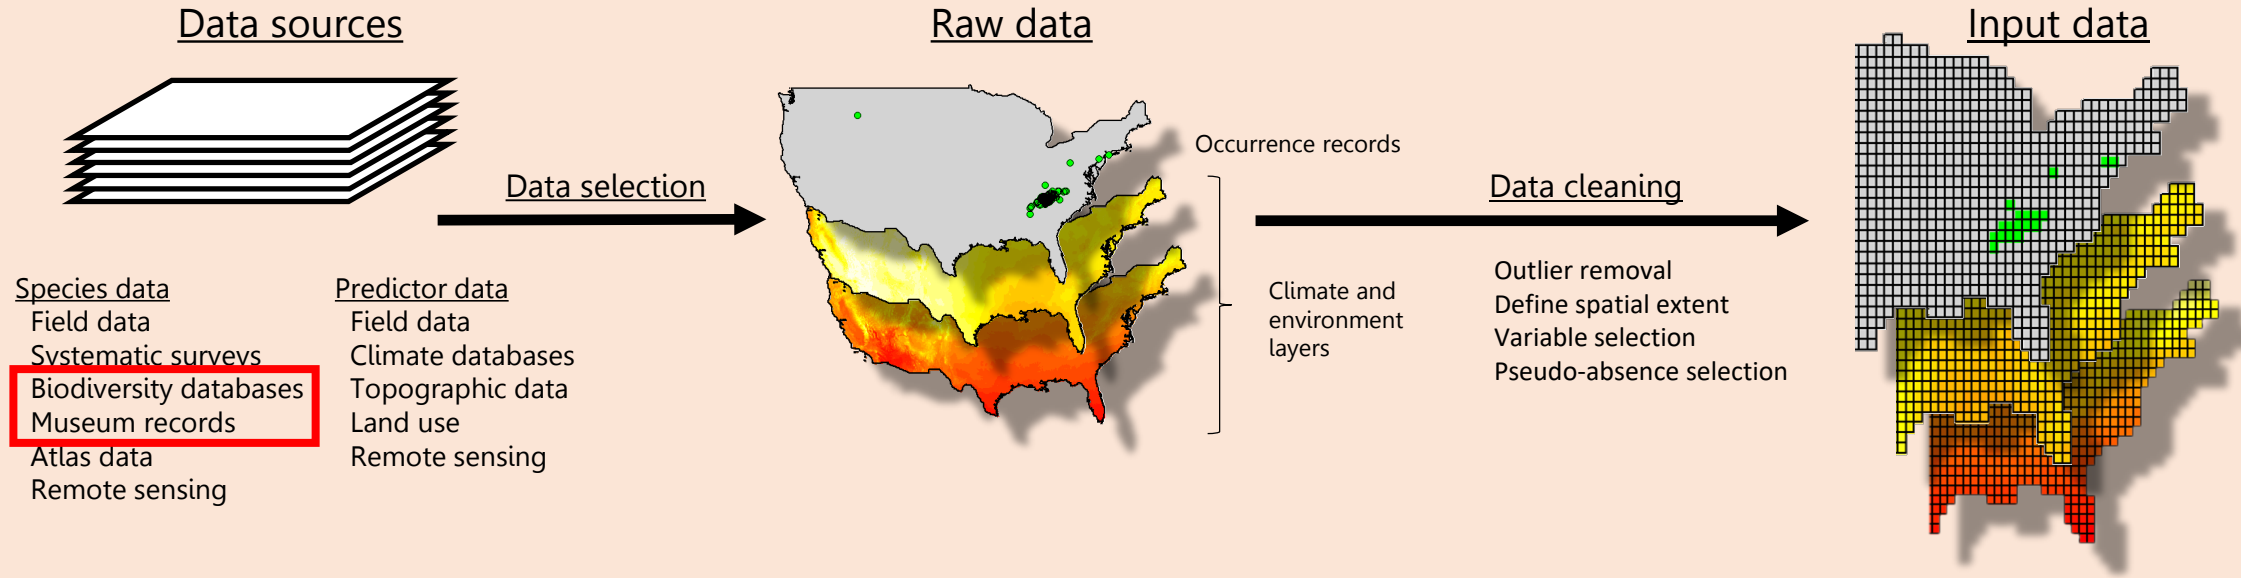 Data sources
Raw data
Input data
Data selection
Occurrence records
Data cleaning
Species data
Field data
Systematic surveys
Biodiversity databases
Museum records
Atlas data
Remote sensing
Predictor data
Field data
Climate databases
Topographic data
Land use
Remote sensing
Climate and
environment
layers
Outlier removal
Define spatial extent
Variable selection
Pseudo-absence selection